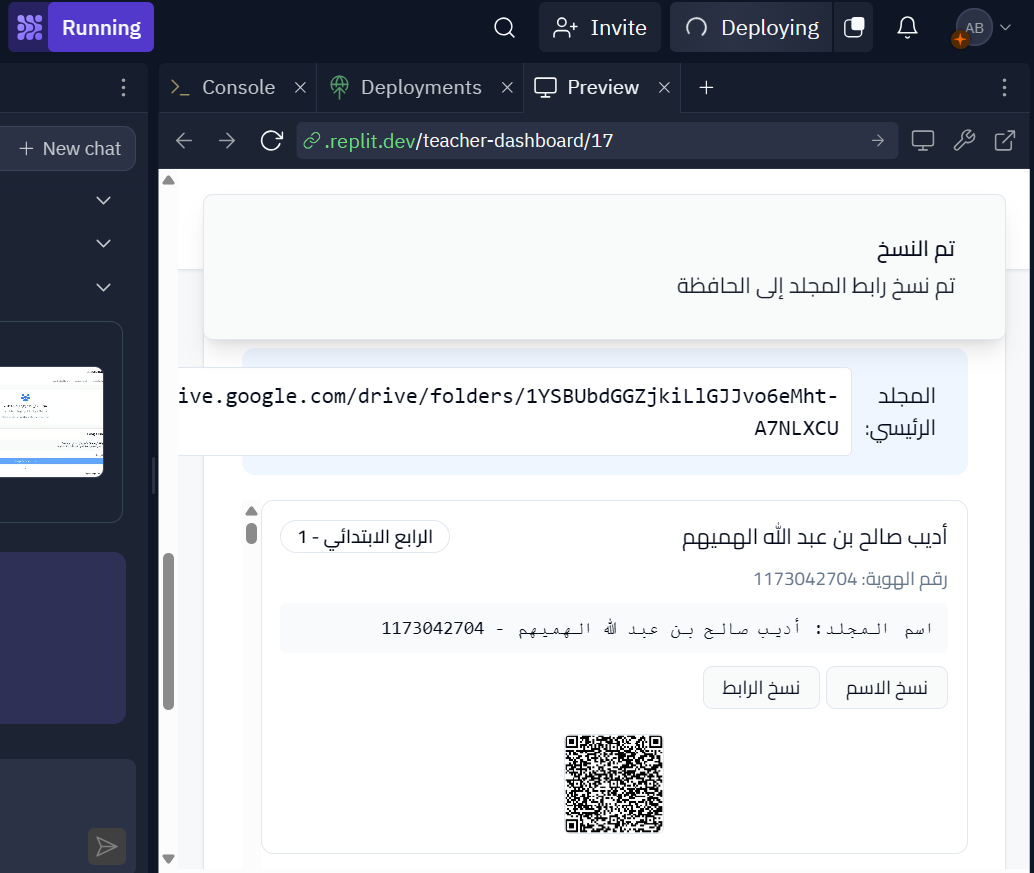 Running
Invite
Deploying
AB
Console
Deployments
Preview
New chat
.replit.dev/teacher-dashboard/17
تم النسخ
تم نسخ رابط المجلد إلى الحافظة
المجلد
الرئيسي:
ive.google.com/drive/folders/1YSBUbdGGZjkiLlGJJvo6eMht-
A7NLXCU
أديب صالح بن عبد الله الهميهم
الرابع الابتدائي - 1
رقم الهوية: 1173042704
اسم المجلد: أديب صالح بن عبد الله الهميهم - 1173042704
نسخ الاسم
نسخ الرابط